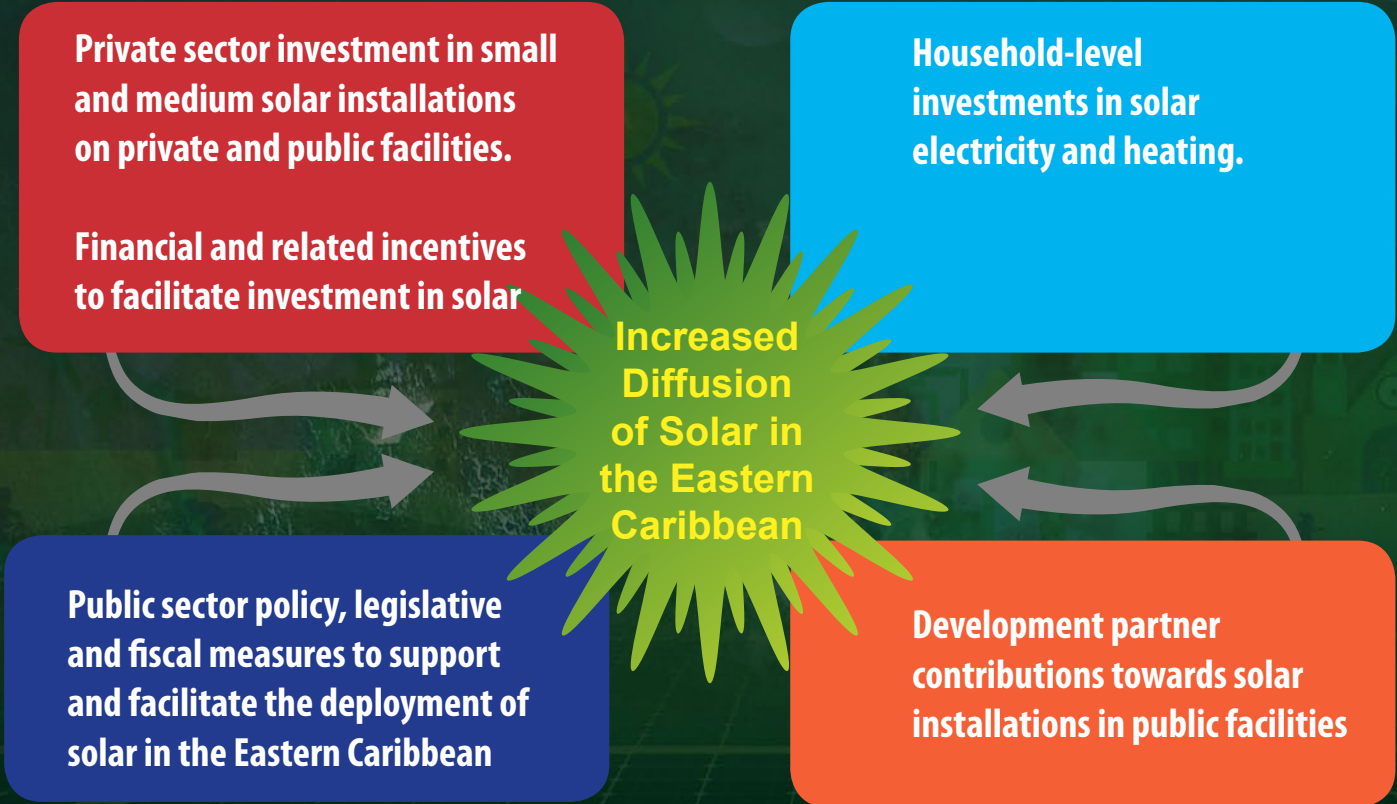 Private sector investment in small
and medium solar installations
on private and public facilities.
Financial and related incentives
to facilitate investment in solar
Household-level
investments in solar
electricity and heating.
Increased
Diffusion
of Solar in
the Eastern
Caribbean
Public sector policy, legislative
and fiscal measures to support
and facilitate the deployment of
solar in the Eastern Caribbean
Development partner
contributions towards solar
installations in public facilities